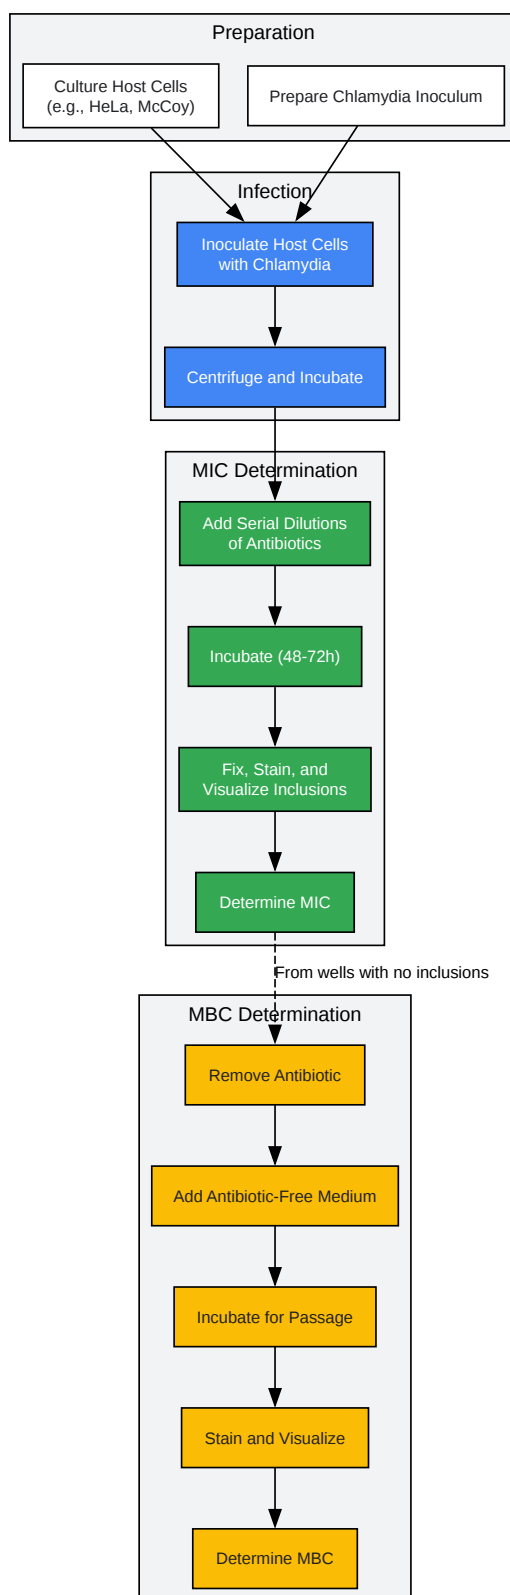 Preparation
Culture Host Cells
(e.g., HeLa, McCoy)
Prepare Chlamydia Inoculum
Infection
Inoculate Host Cells
with Chlamydia
Centrifuge and Incubate
MIC Determination
Add Serial Dilutions
of Antibiotics
Incubate (48-72h)
Fix, Stain, and
Visualize Inclusions
Determine MIC
From wells with no inclusions
MBC Determination
Remove Antibiotic
Add Antibiotic-Free Medium
Incubate for Passage
Stain and Visualize
Determine MBC